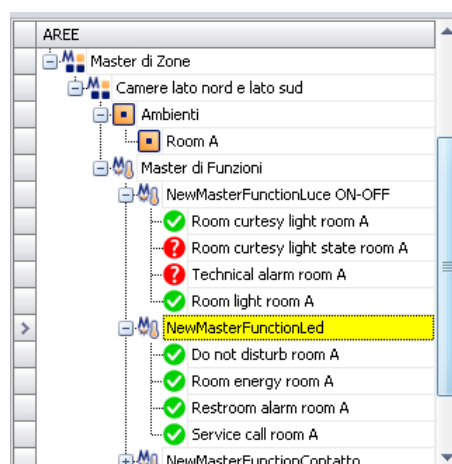 AREE
Master di Zone
Camere lato nord e lato sud
Ambienti
Room A
Master di Funzioni
NewMasterFunctionLuce ON-OFF
Room curtesy light room A
Room curtesy light state room A
Technical alarm room A
Room light room A
NewMasterFunctionLed
Do not disturb room A
Room energy room A
Restroom alarm room A
Service call room A
NewMasterFunctionContatto